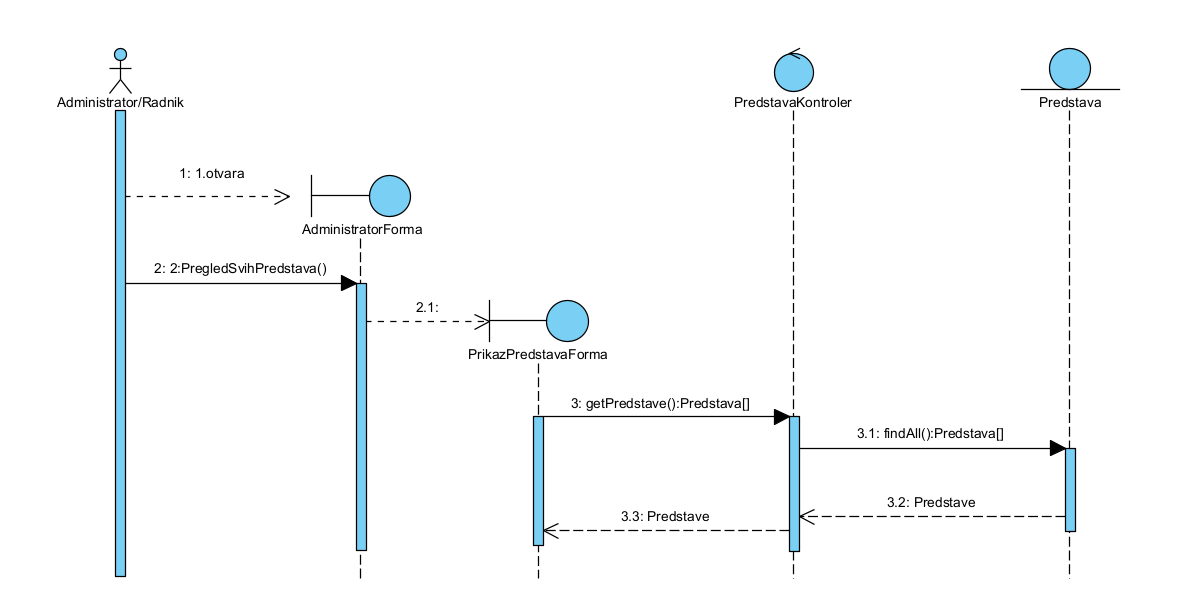 Administrator/Radnik
PredstavaKontroler
Predstava
1: 1.otvara
AdministratorForma
2: 2:PregledSvihPredstava()
2.1:
PrikazPredstavaForma
3: getPredstave():Predstava[]
3.1: findAll():Predstava[]
3.2: Predstave
3.3: Predstave